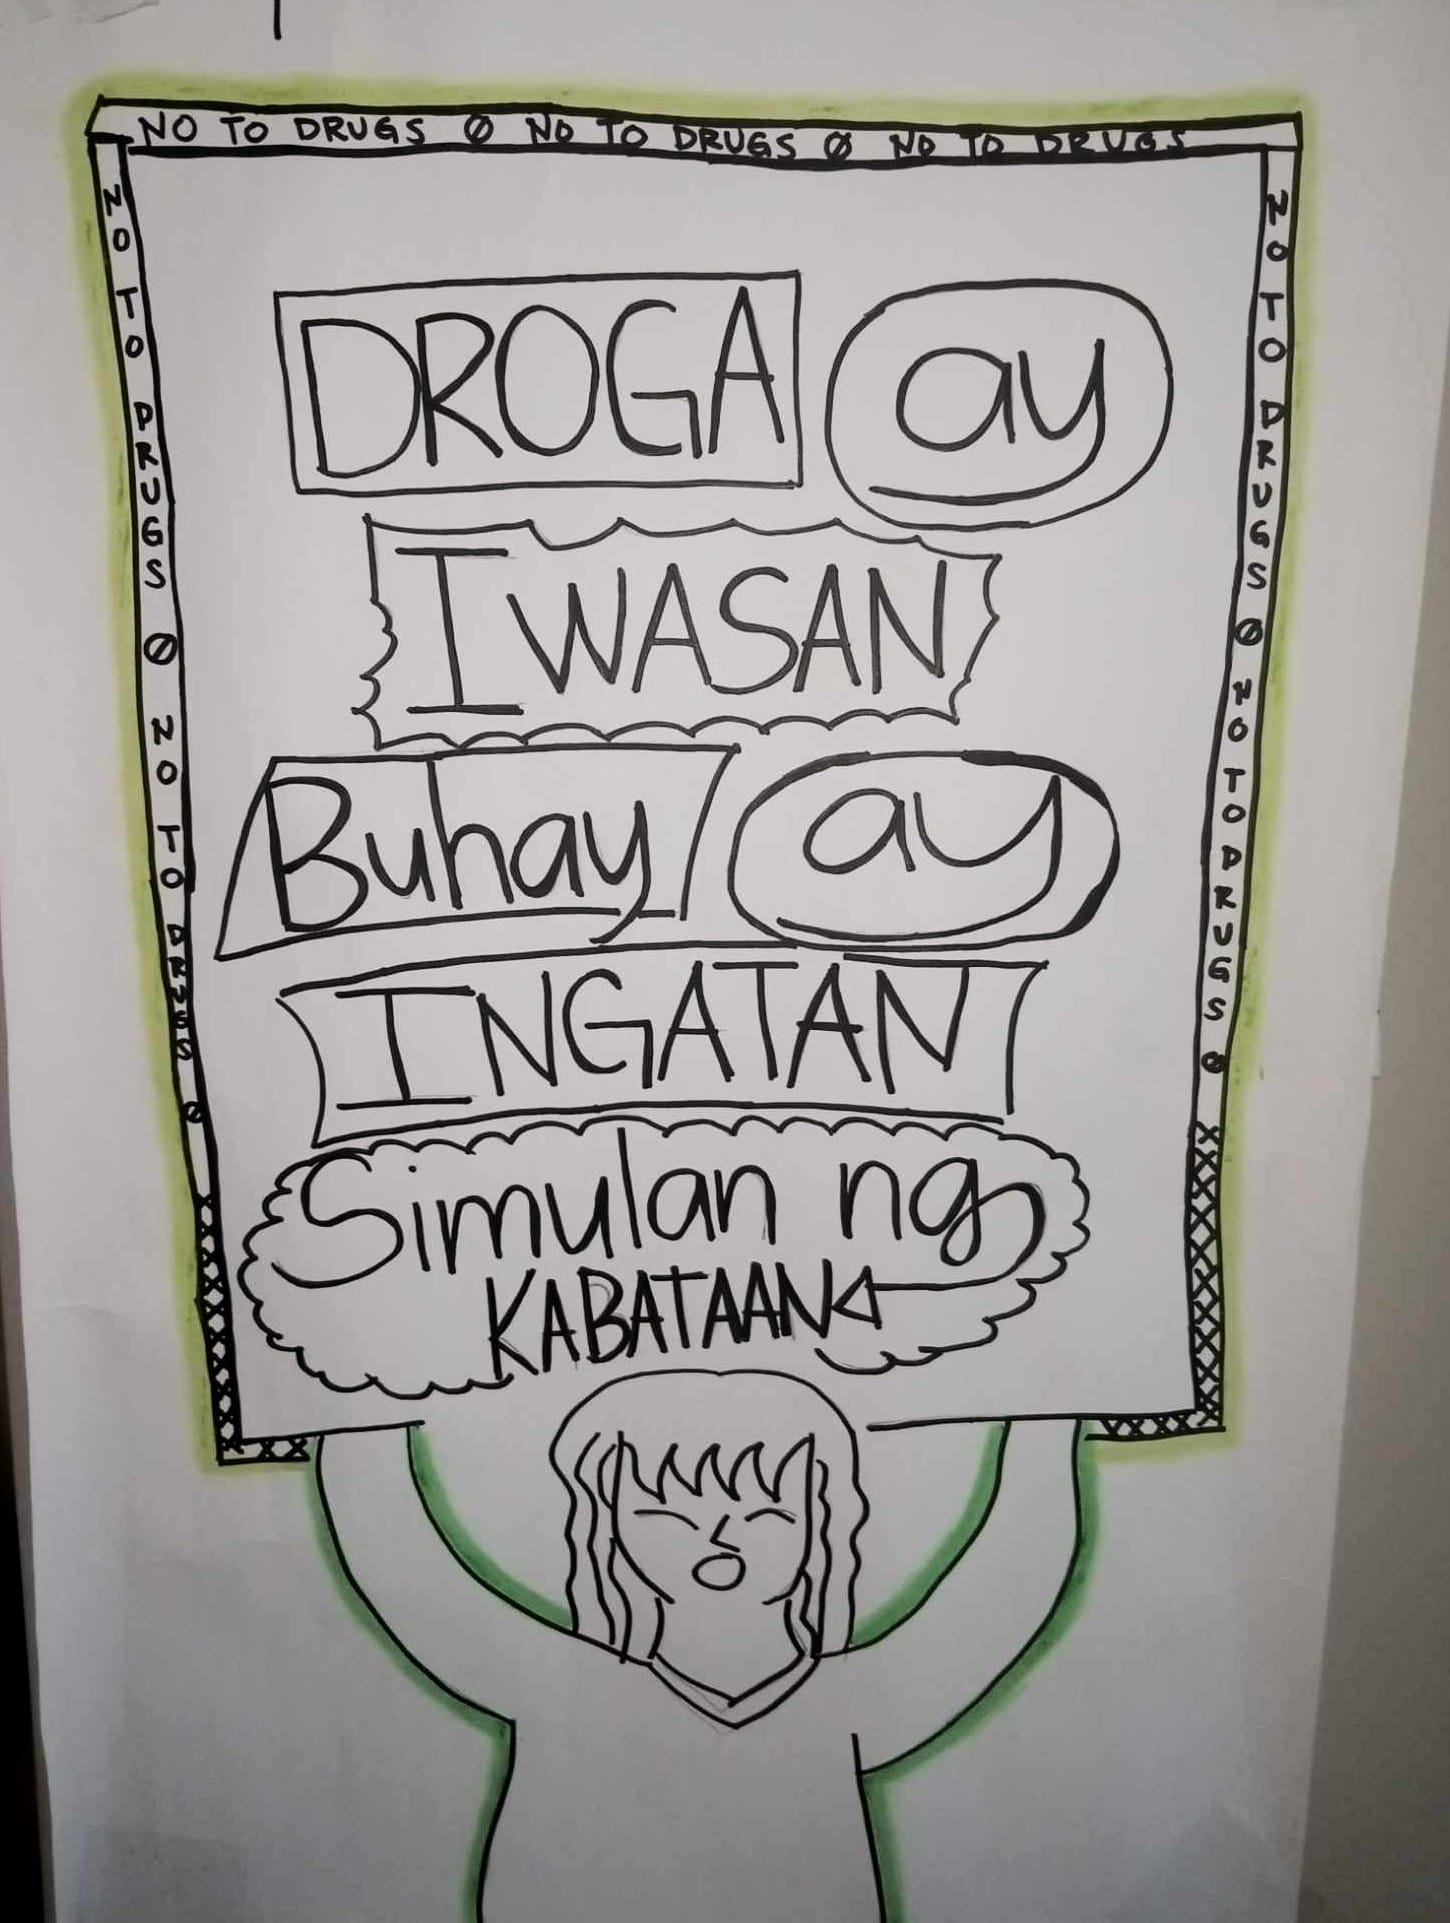 NO TO DRUGS Ø NO TO DRUGS Ø NO TO DRUGS
NO TO DRUGS Ø NO TO DRUGS Ø
DROGA ay
IWASAN
Buhay ay
INGATAN
Simulan ng
KABATAAN
NO TO DRUGS Ø NO TO DRUGS Ø